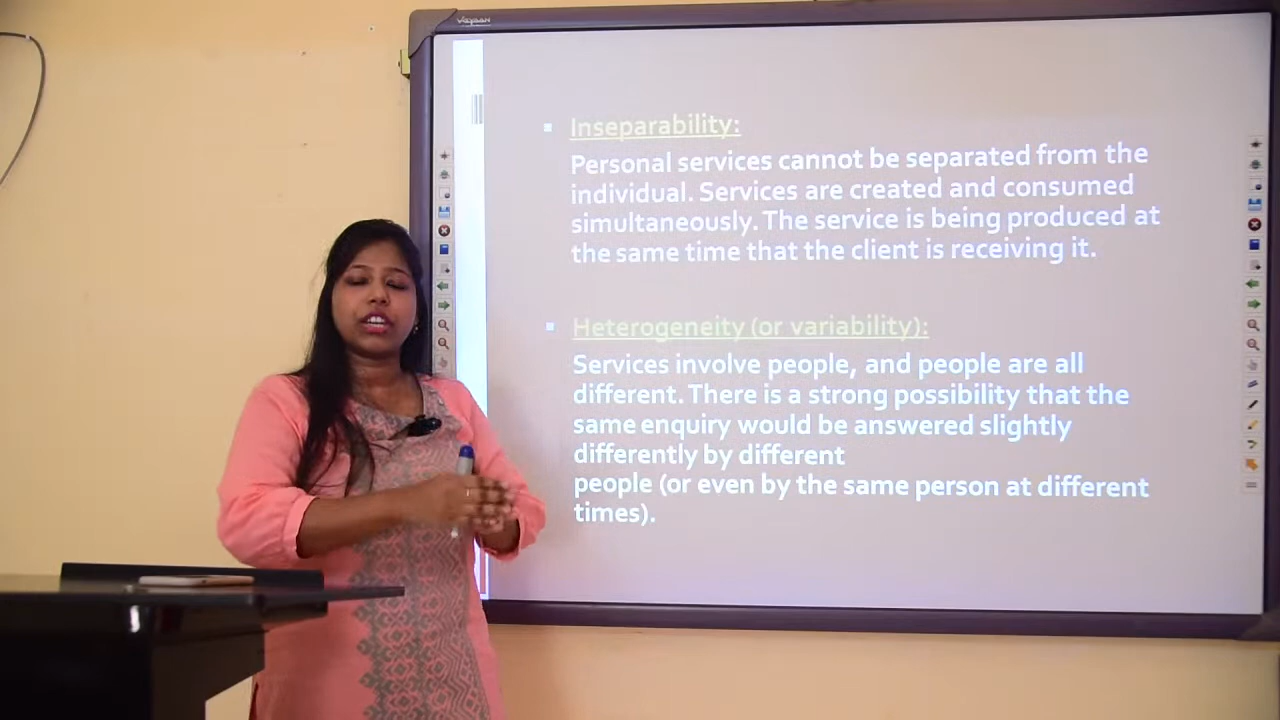 Vayaan
Inseparability:
Personal services cannot be separated from the
individual. Services are created and consumed
simultaneously. The service is being produced at
the same time that the client is receiving it.
Heterogeneity (or variability):
Services involve people, and people are all
different. There is a strong possibility that the
same enquiry would be answered slightly
differently by different
people (or even by the same person at different
times).